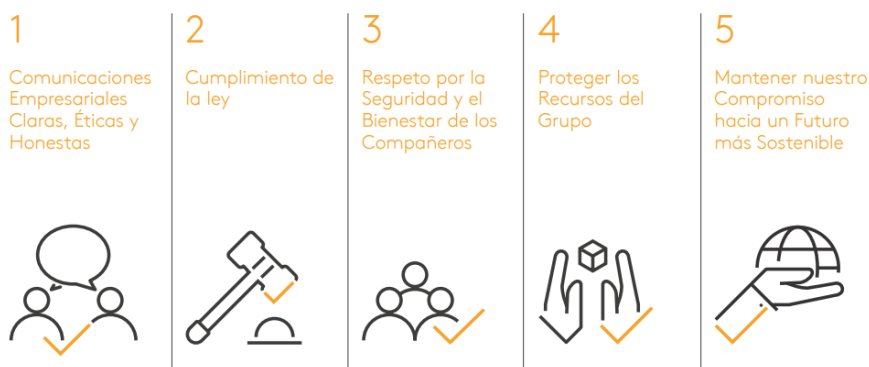 1
Comunicaciones
Empresariales
Claras, Éticas y
Honestas
2
Cumplimiento de
la ley
3
Respeto por la
Seguridad y el
Bienestar de los
Compañeros
4
Proteger los
Recursos del
Grupo
5
Mantener nuestro
Compromiso
hacia un Futuro
más Sostenible